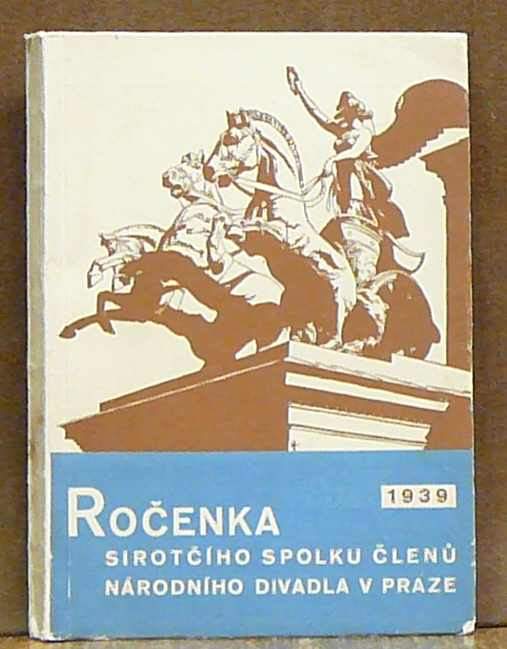 1939
ROČENKA
SIROTČÍHO SPOLKU ČLENŮ
NÁRODNÍHO DIVADLA V PRAZE